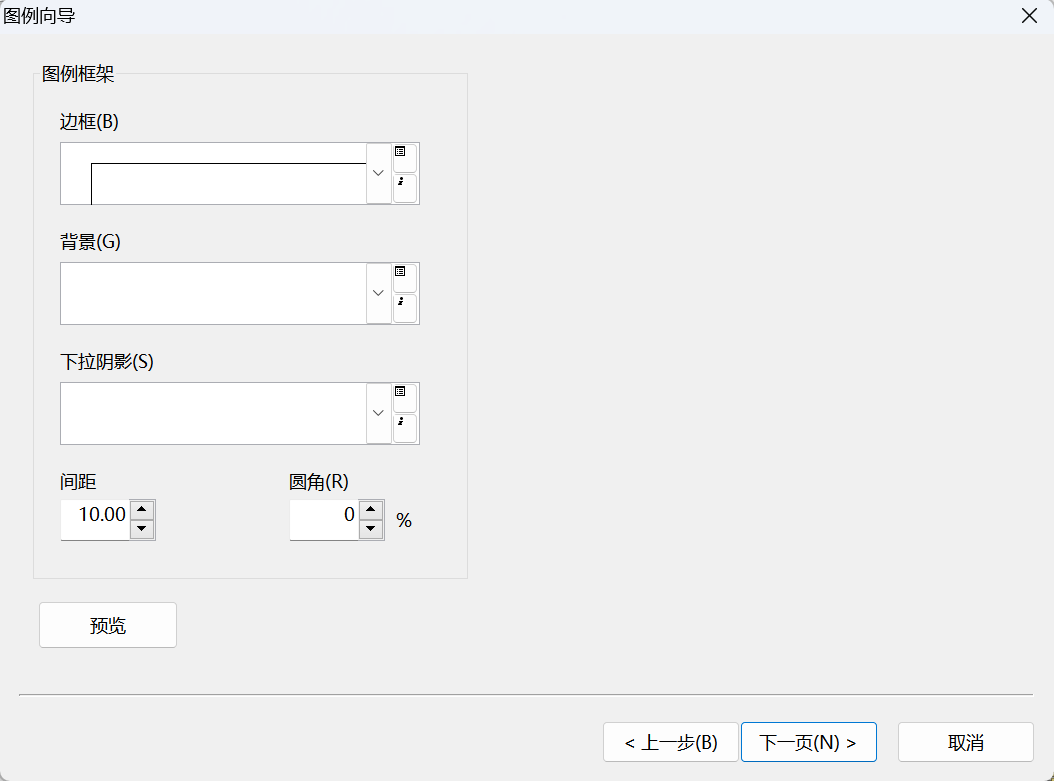 图例向导
图例框架
边框(B)
背景(G)
下拉阴影(S)
间距
圆角(R)
10.00
0
%
预览
< 上一步(B)
下一页(N) >
取消